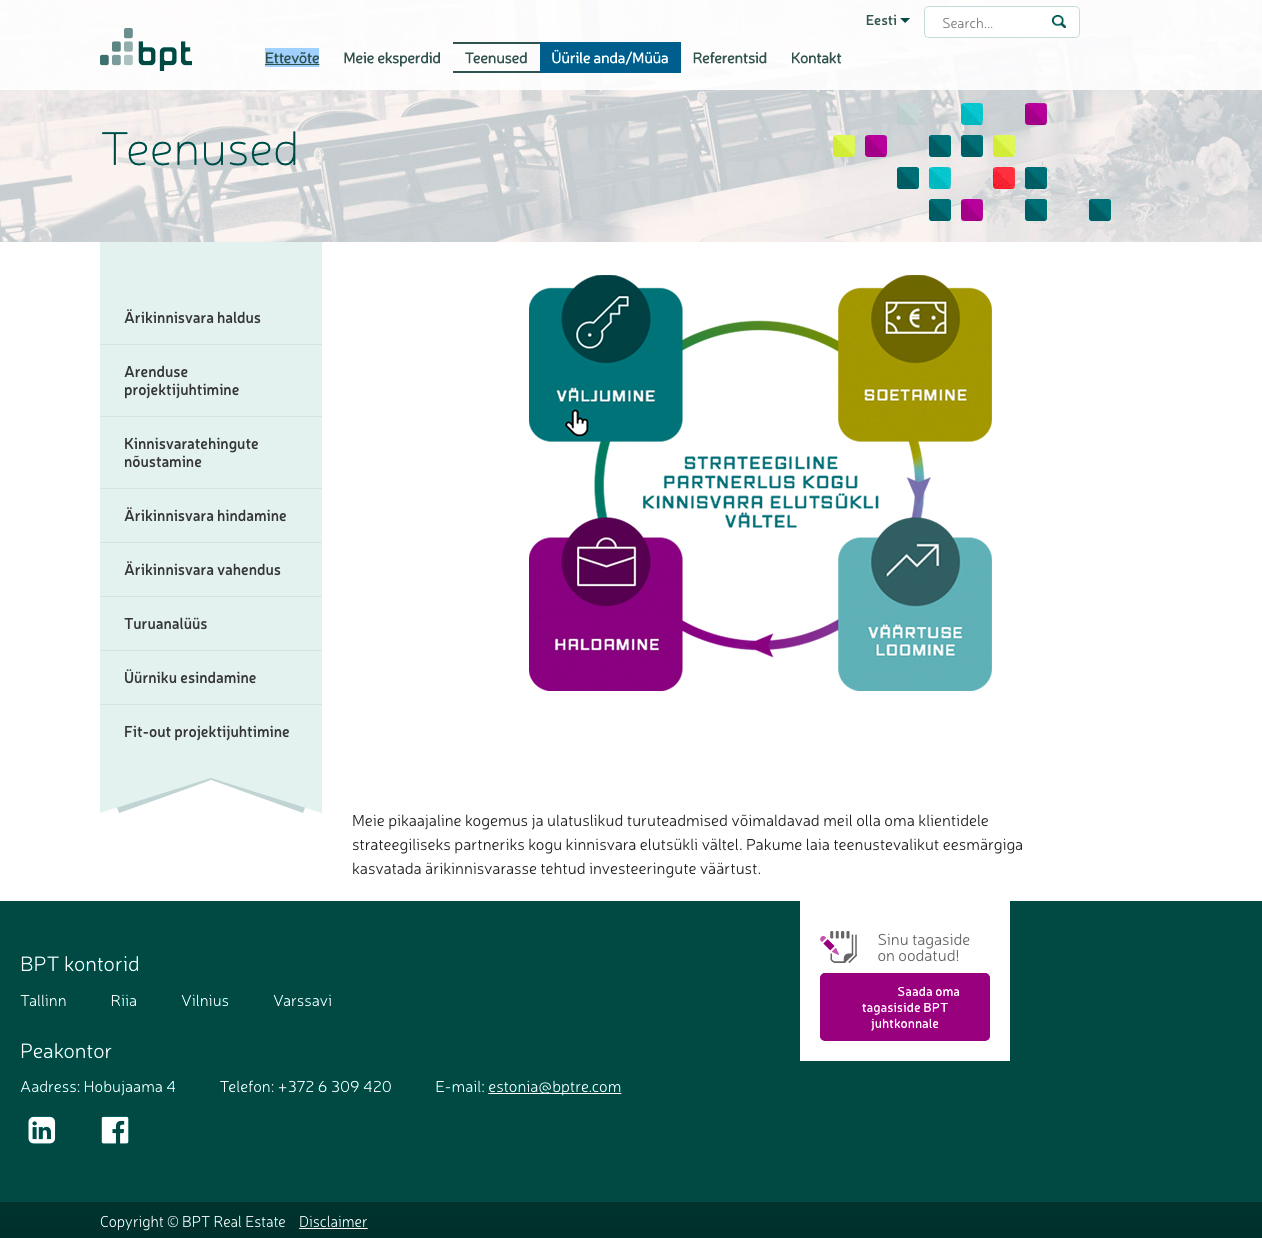 Eesti
Search...
bpt
Ettevõte
Meie eksperdid
Teenused
Üürile anda/Müüa
Referentsid
Kontakt
Teenused
Ärikinnisvara haldus
Arenduse
projektijuhtimine
Kinnisvaratehingute
nõustamine
Ärikinnisvara hindamine
Ärikinnisvara vahendus
Turuanalüüs
Üürniku esindamine
Fit-out projektijuhtimine
VÄLJUMINE
€
SOETAMINE
STRATEEGILINE
PARTNERLUS KOGU
KINNISVARA ELUTSÜKLI
VÄLTEL
HALDAMINE
VÄÄRTUSE
LOOMINE
Meie pikaajaline kogemus ja ulatuslikud turuteadmised võimaldavad meil olla oma klientidele
strateegiliseks partneriks kogu kinnisvara elutsükli vältel. Pakume laia teenustevalikut eesmärgiga
kasvatada ärikinnisvarasse tehtud investeeringute väärtust.
BPT kontorid
Tallinn
Riia
Vilnius
Varssavi
Peakontor
Aadress: Hobujaama 4
Telefon: +372 6 309 420
E-mail: estonia@bptre.com
in
Sinu tagaside
on oodatud!
Saada oma
tagasiside BPT
juhtkonnale
Copyright © BPT Real Estate
Disclaimer